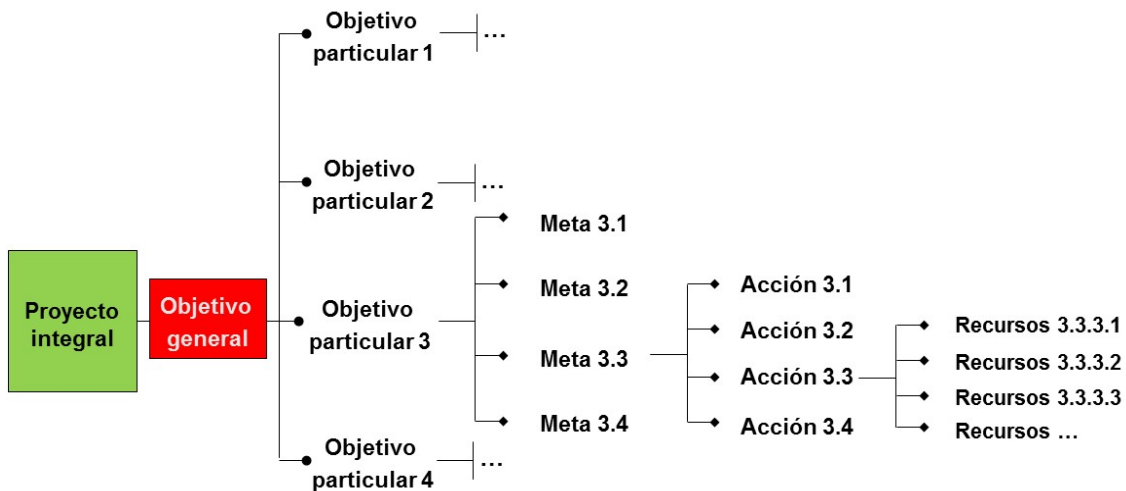 Proyecto
integral
Objetivo
general
Objetivo
particular 1
...
Objetivo
particular 2
...
Objetivo
particular 3
Objetivo
particular 4
...
Meta 3.1
Meta 3.2
Meta 3.3
Meta 3.4
Acción 3.1
Acción 3.2
Acción 3.3
Acción 3.4
Recursos 3.3.3.1
Recursos 3.3.3.2
Recursos 3.3.3.3
Recursos ...